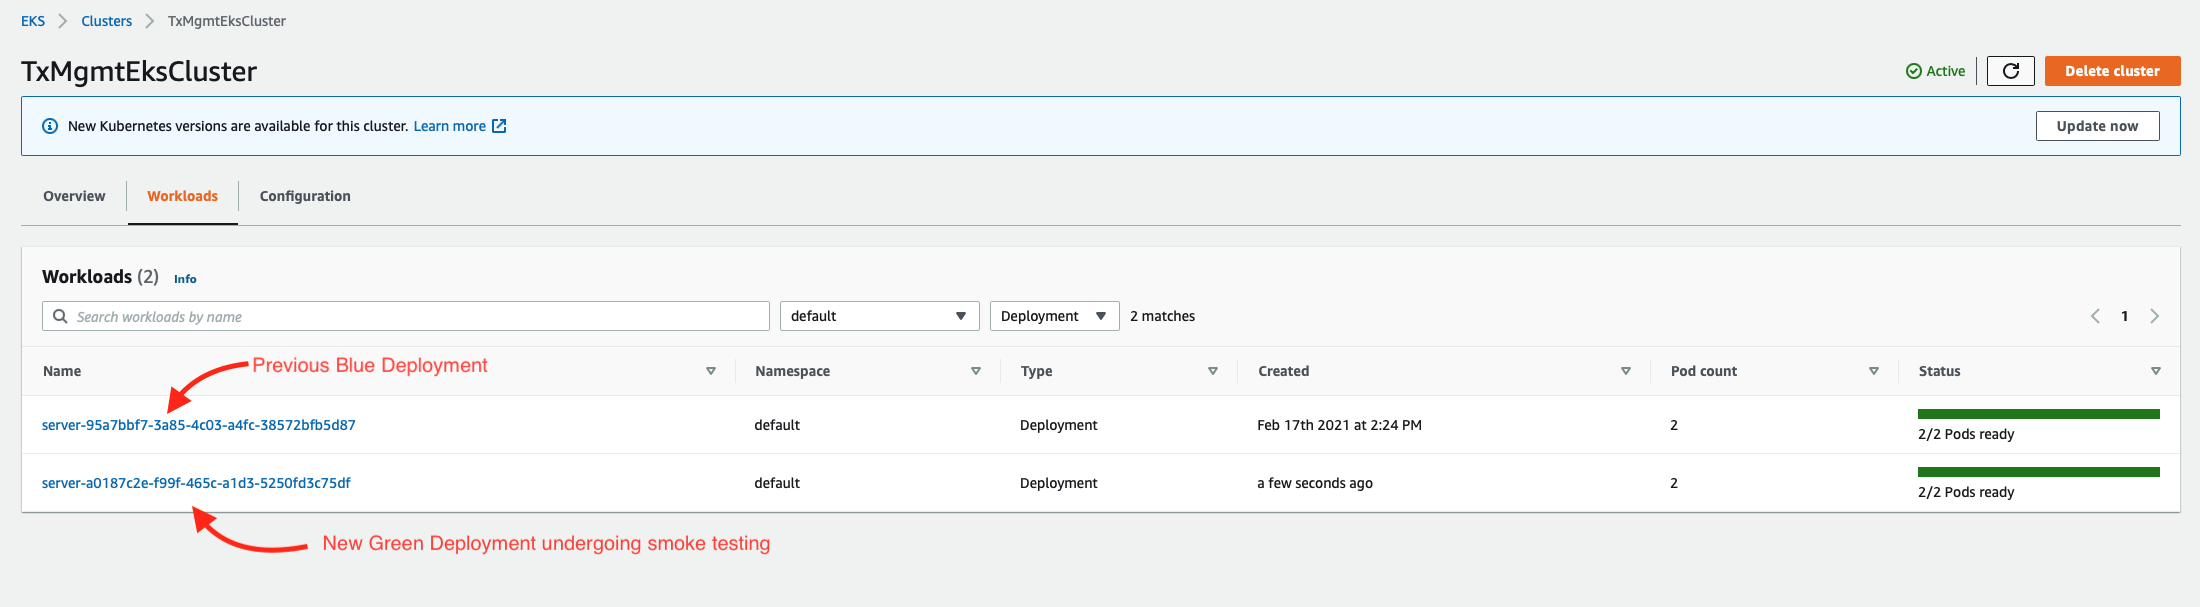 EKS Clusters TxMgmtEksCluster
TxMgmtEksCluster
Active
Delete cluster
New Kubernetes versions are available for this cluster. Learn more
Update now
Overview Workloads Configuration
Workloads (2) Info
Search workloads by name default Deployment 2 matches 1
Previous Blue Deployment
Name Namespace Type Created Pod count Status
server-95a7bbf7-3a85-4c03-a4fc-38572bfb5d87 default Deployment Feb 17th 2021 at 2:24 PM 2 2/2 Pods ready
server-a0187c2e-f99f-465c-a1d3-5250fd3c75df default Deployment a few seconds ago 2 2/2 Pods ready
New Green Deployment undergoing smoke testing